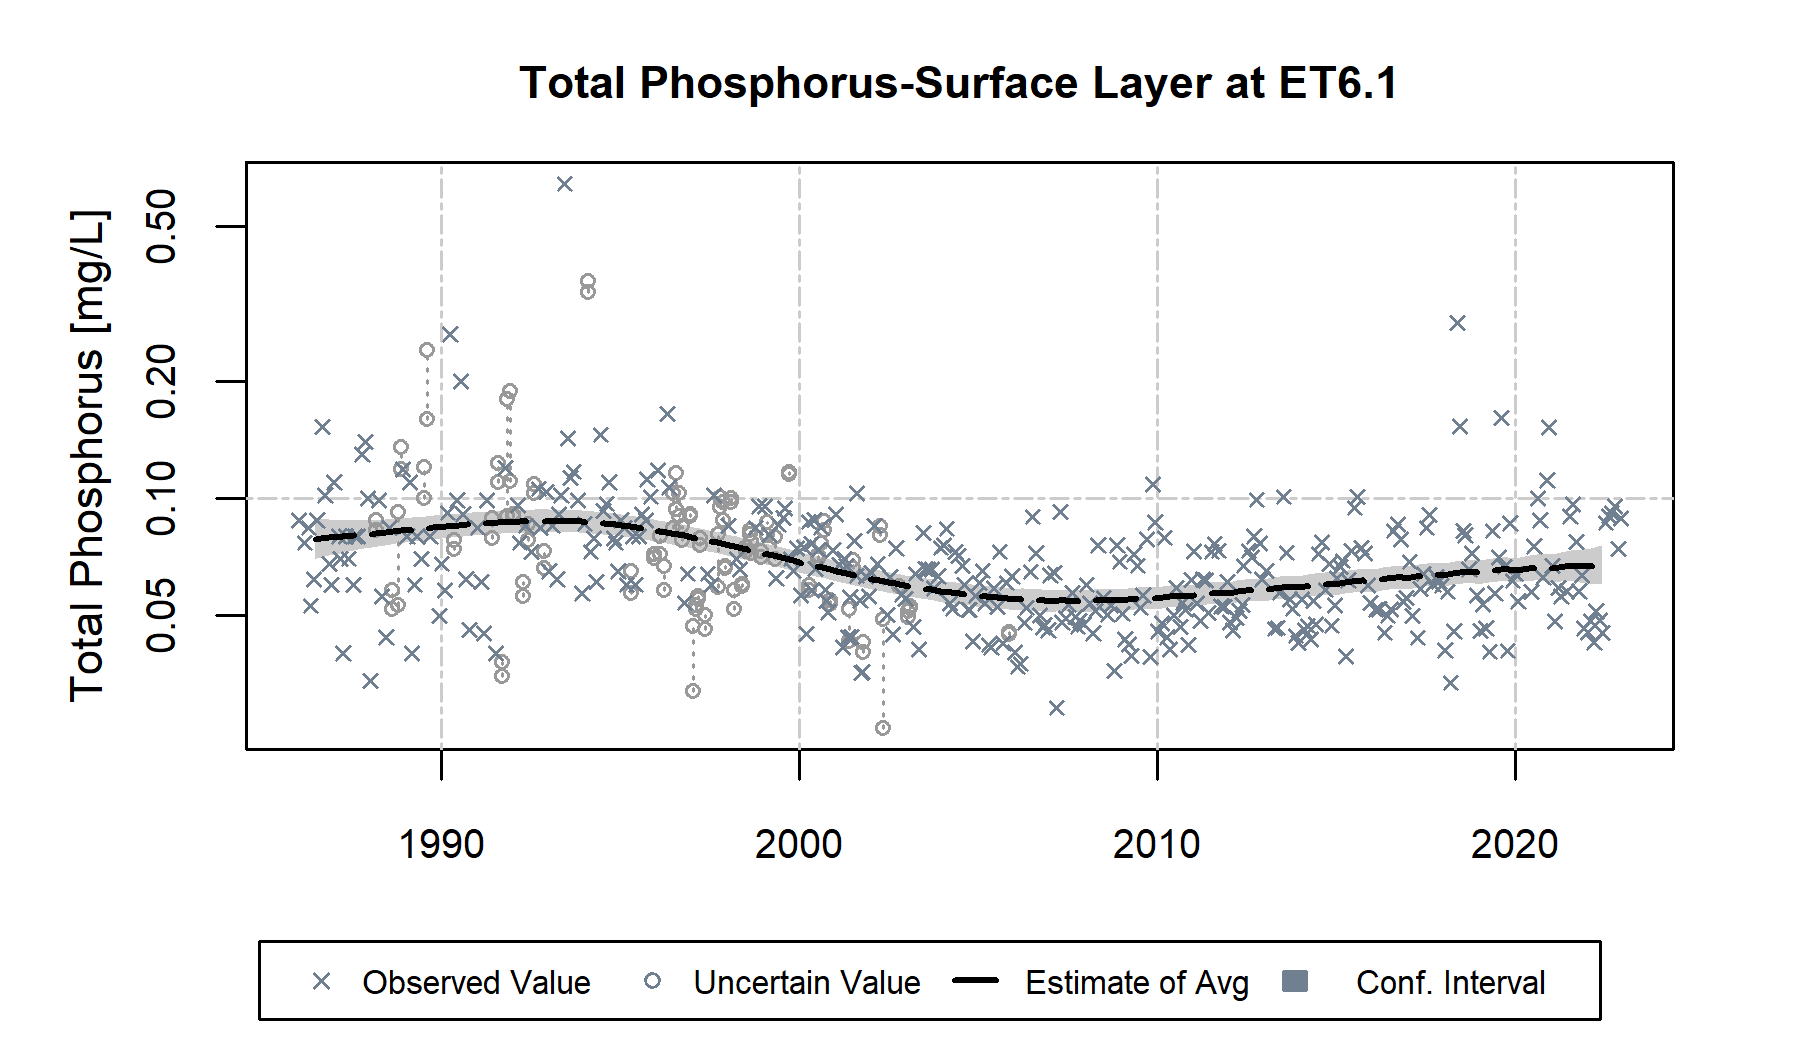 Total Phosphorus-Surface Layer at ET6.1
Total Phosphorus [mg/L]
0.50
0.20
0.10
0.05
1990 2000 2010 2020
Observed Value Uncertain Value Estimate of Avg Conf. Interval